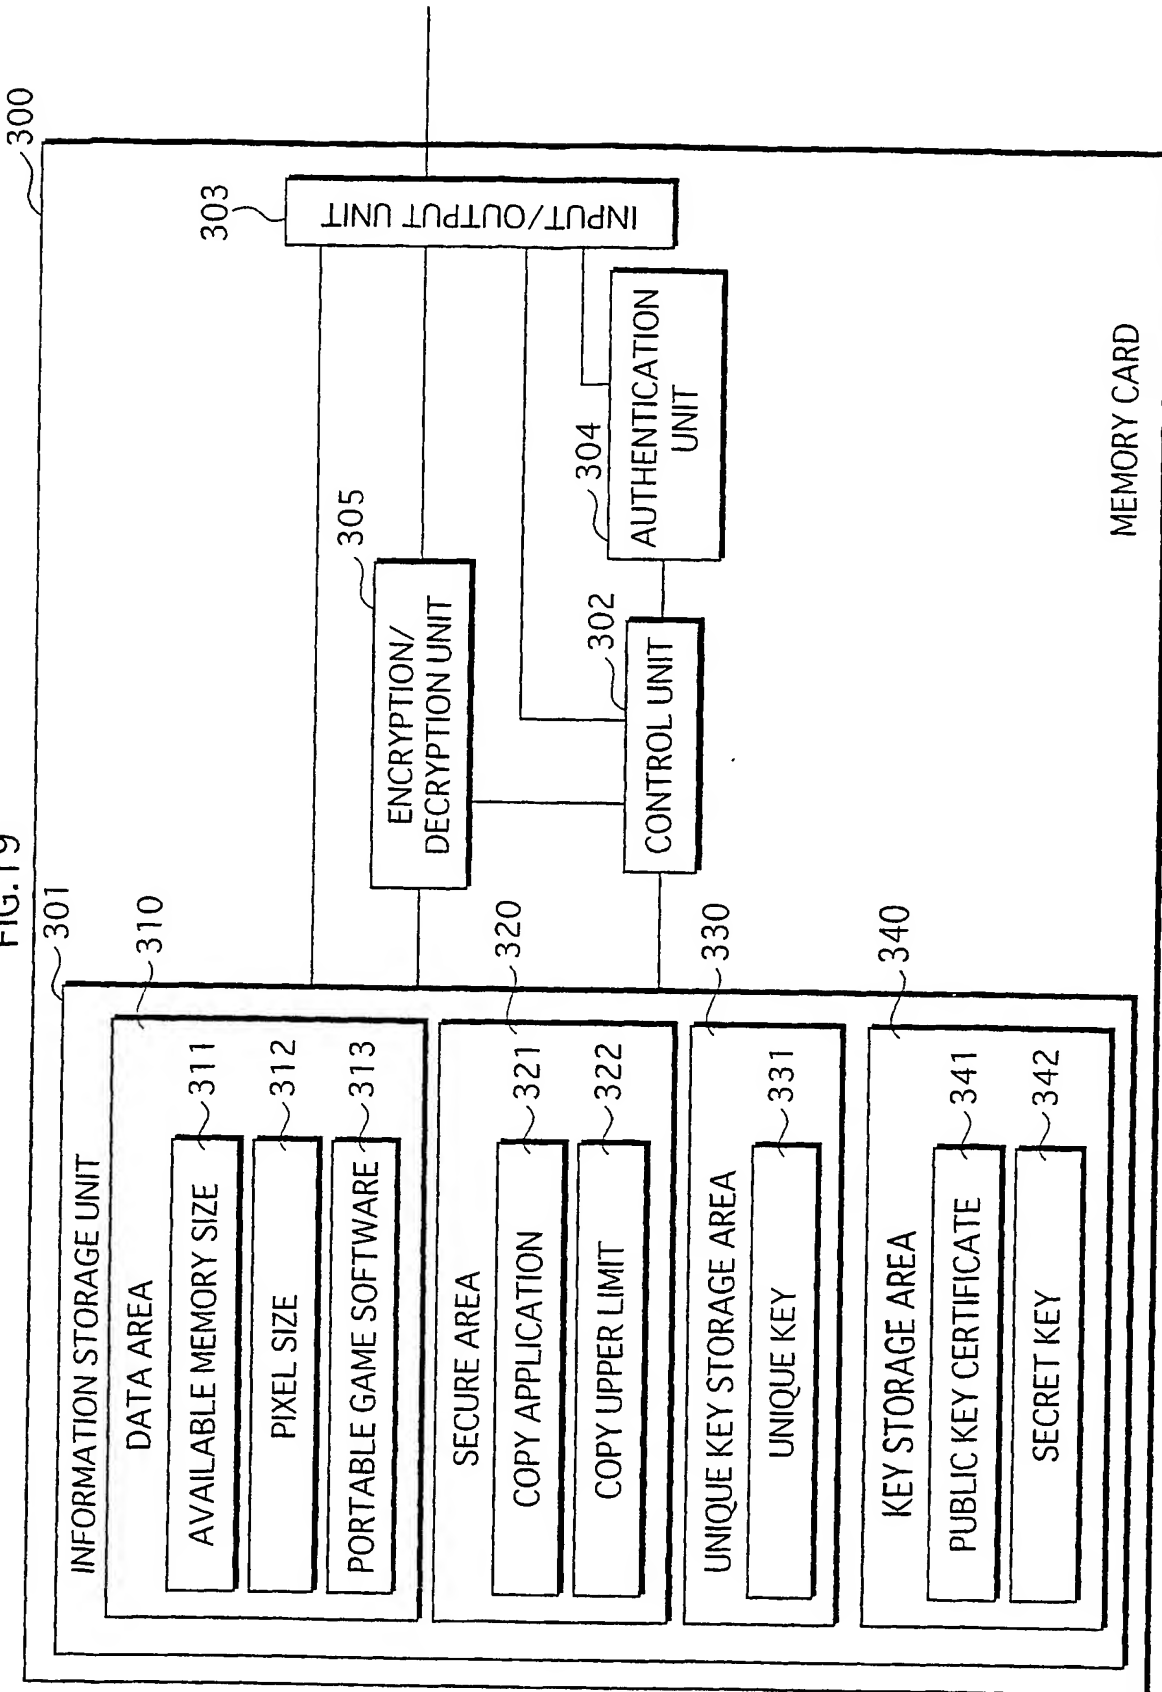 FIG.19
300
301
INFORMATION STORAGE UNIT
310
DATA AREA
311
AVAILABLE MEMORY SIZE
312
PIXEL SIZE
313
PORTABLE GAME SOFTWARE
320
SECURE AREA
321
COPY APPLICATION
322
COPY UPPER LIMIT
330
UNIQUE KEY STORAGE AREA
331
UNIQUE KEY
340
KEY STORAGE AREA
341
PUBLIC KEY CERTIFICATE
342
SECRET KEY
305
ENCRYPTION/
DECRYPTION UNIT
302
CONTROL UNIT
304
AUTHENTICATION
UNIT
303
INPUT/OUTPUT UNIT
MEMORY CARD